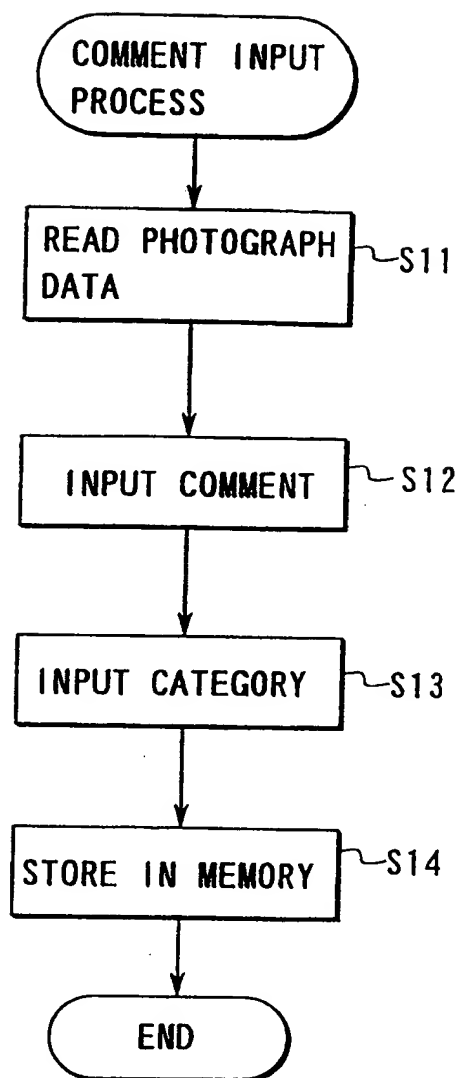 COMMENT INPUT
PROCESS
READ PHOTOGRAPH
DATA
S11
INPUT COMMENT
S12
INPUT CATEGORY
S13
STORE IN MEMORY
S14
END